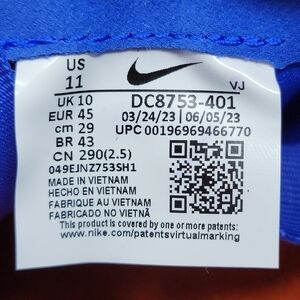 US
11
VJ
UK 10
DC8753-401
EUR 45
03/24/23 | 06/05/23
cm 29
UPC 00196969466770
BR 43
CN 290(2.5)
049EJNZ753SH1
MADE IN VIETNAM
HECHO EN VIETNAM
FABRIQUE AU VIETNAM
FABRICADO NO VIETNÃ
This product is covered by one or more patents:
www.nike.com/patentsvirtualmarking